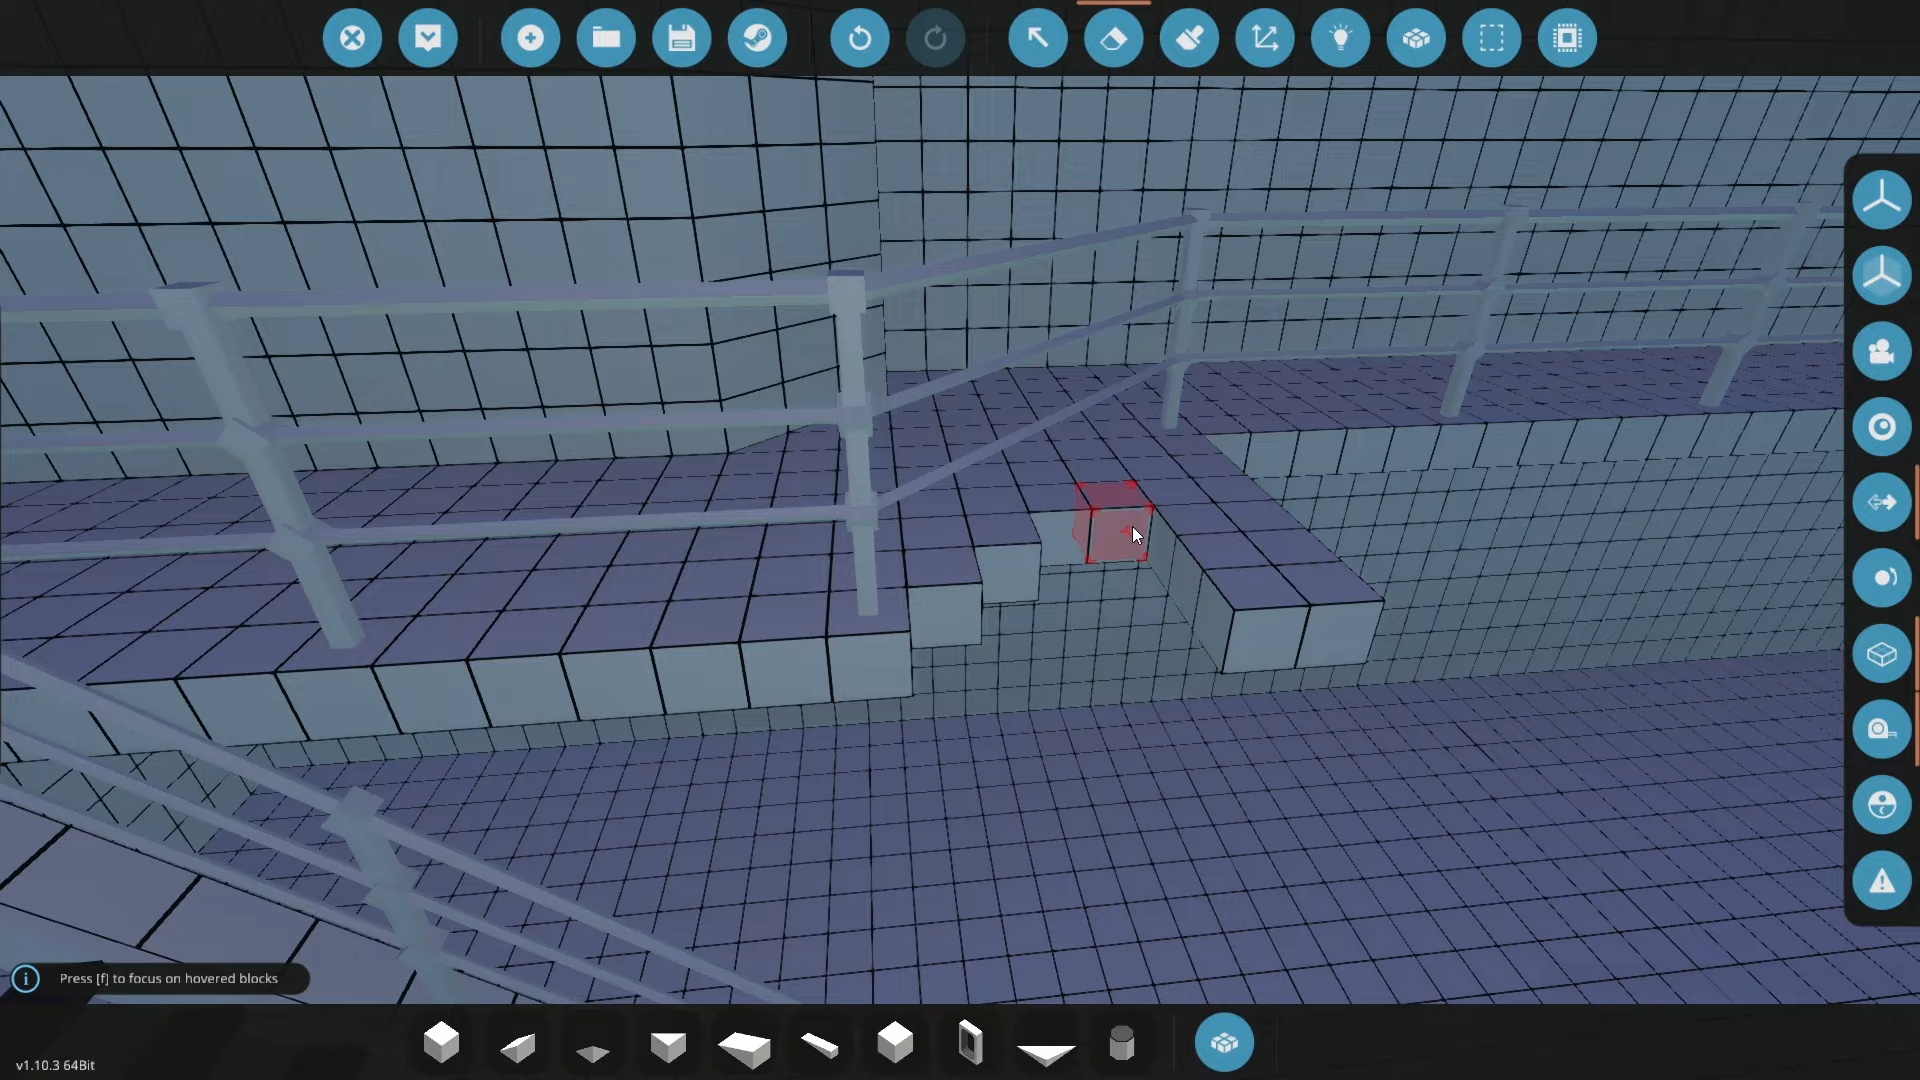 Press [f] to focus on hovered blocks
v1.10.3 64Bit